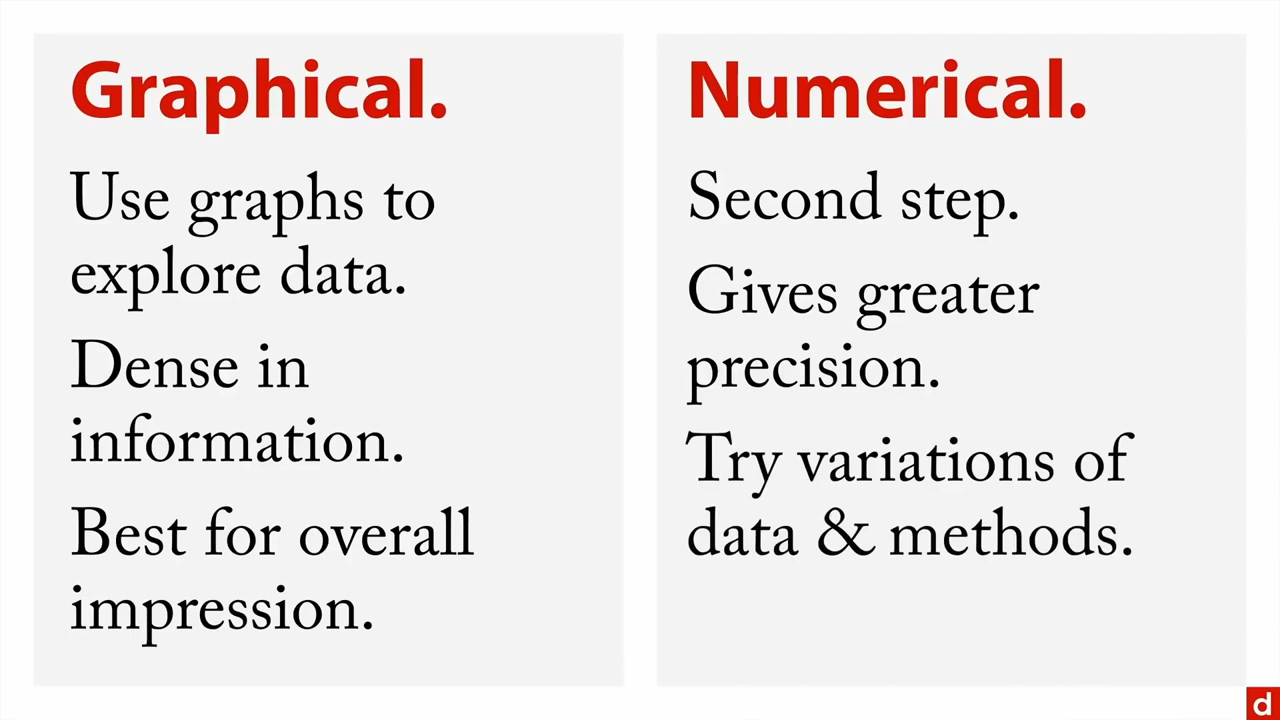 Graphical.
Use graphs to
explore data.
Dense in
information.
Best for overall
impression.
Numerical.
Second step.
Gives greater
precision.
Try variations of
data & methods.
d